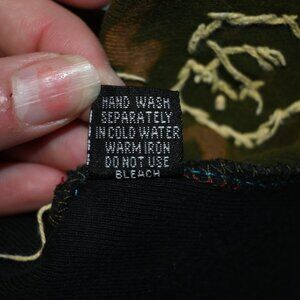 HAND WASH
SEPARATELY
IN COLD WATER
WARM IRON
DO NOT USE
BLEACH